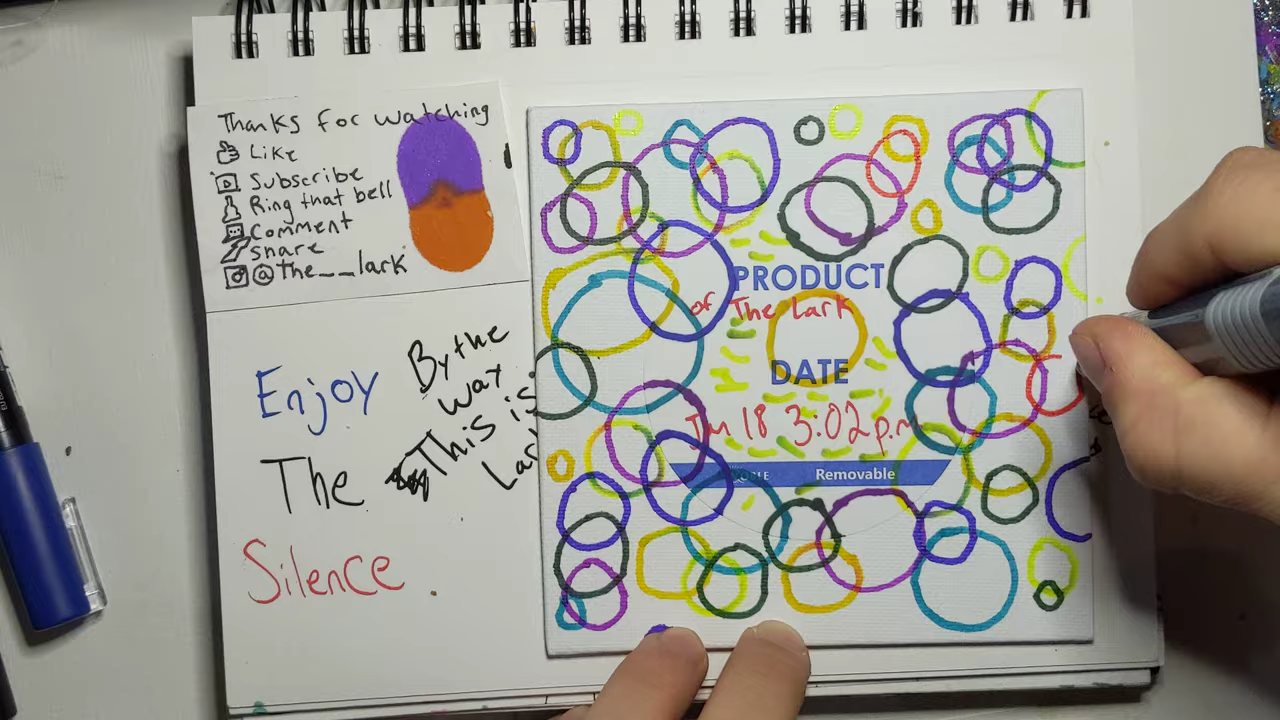 Thanks for watching
Like
Subscribe
Ring that bell
Comment
share
@the__lark
Enjoy
The
Silence
By the
way
This is
Lark
PRODUCT
of The Lark
DATE
18 3:02 p.m
Removable